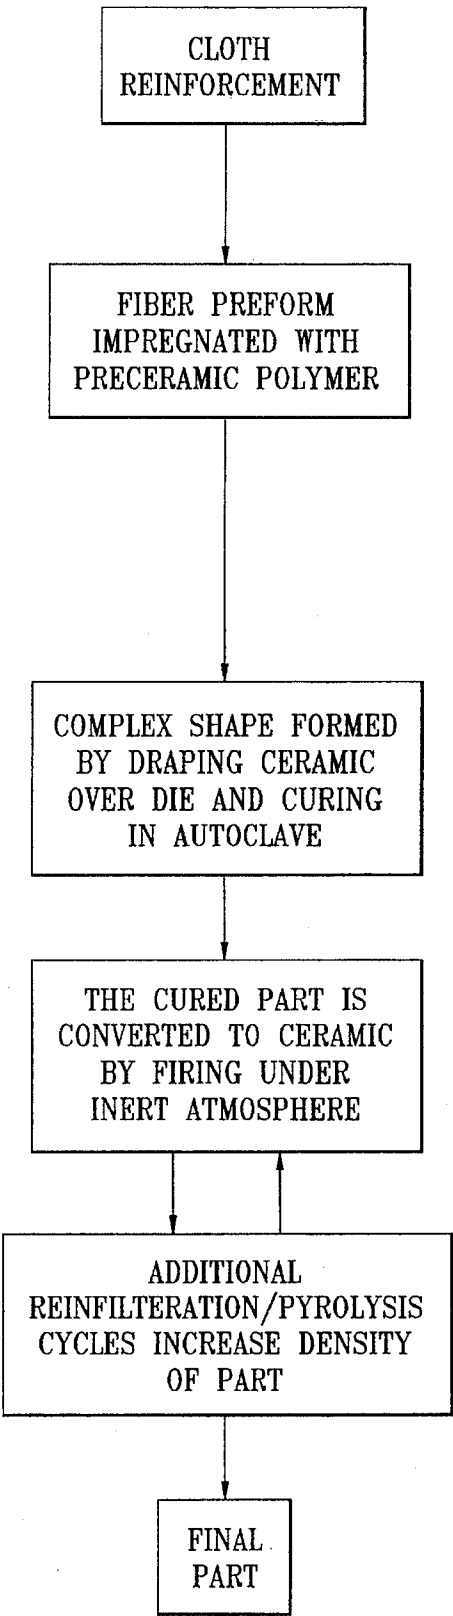 CLOTH
REINFORCEMENT
FIBER PREFORM
IMPREGNATED WITH
PRECERAMIC POLYMER
COMPLEX SHAPE FORMED
BY DRAPING CERAMIC
OVER DIE AND CURING
IN AUTOCLAVE
THE CURED PART IS
CONVERTED TO CERAMIC
BY FIRING UNDER
INERT ATMOSPHERE
ADDITIONAL
REINFILTERATION/PYROLYSIS
CYCLES INCREASE DENSITY
OF PART
FINAL
PART